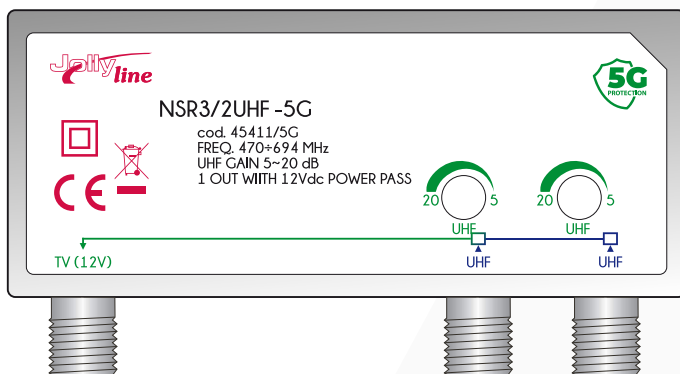 Jolly line
5G
PROTECTION
NSR3/2UHF-5G
cod. 45411/5G
FREQ. 470÷694 MHz
UHF GAIN 5~20 dB
1 OUT WIITH 12Vdc POWER PASS
CE
20 5
UHF
20 5
UHF
TV (12V)
UHF
UHF